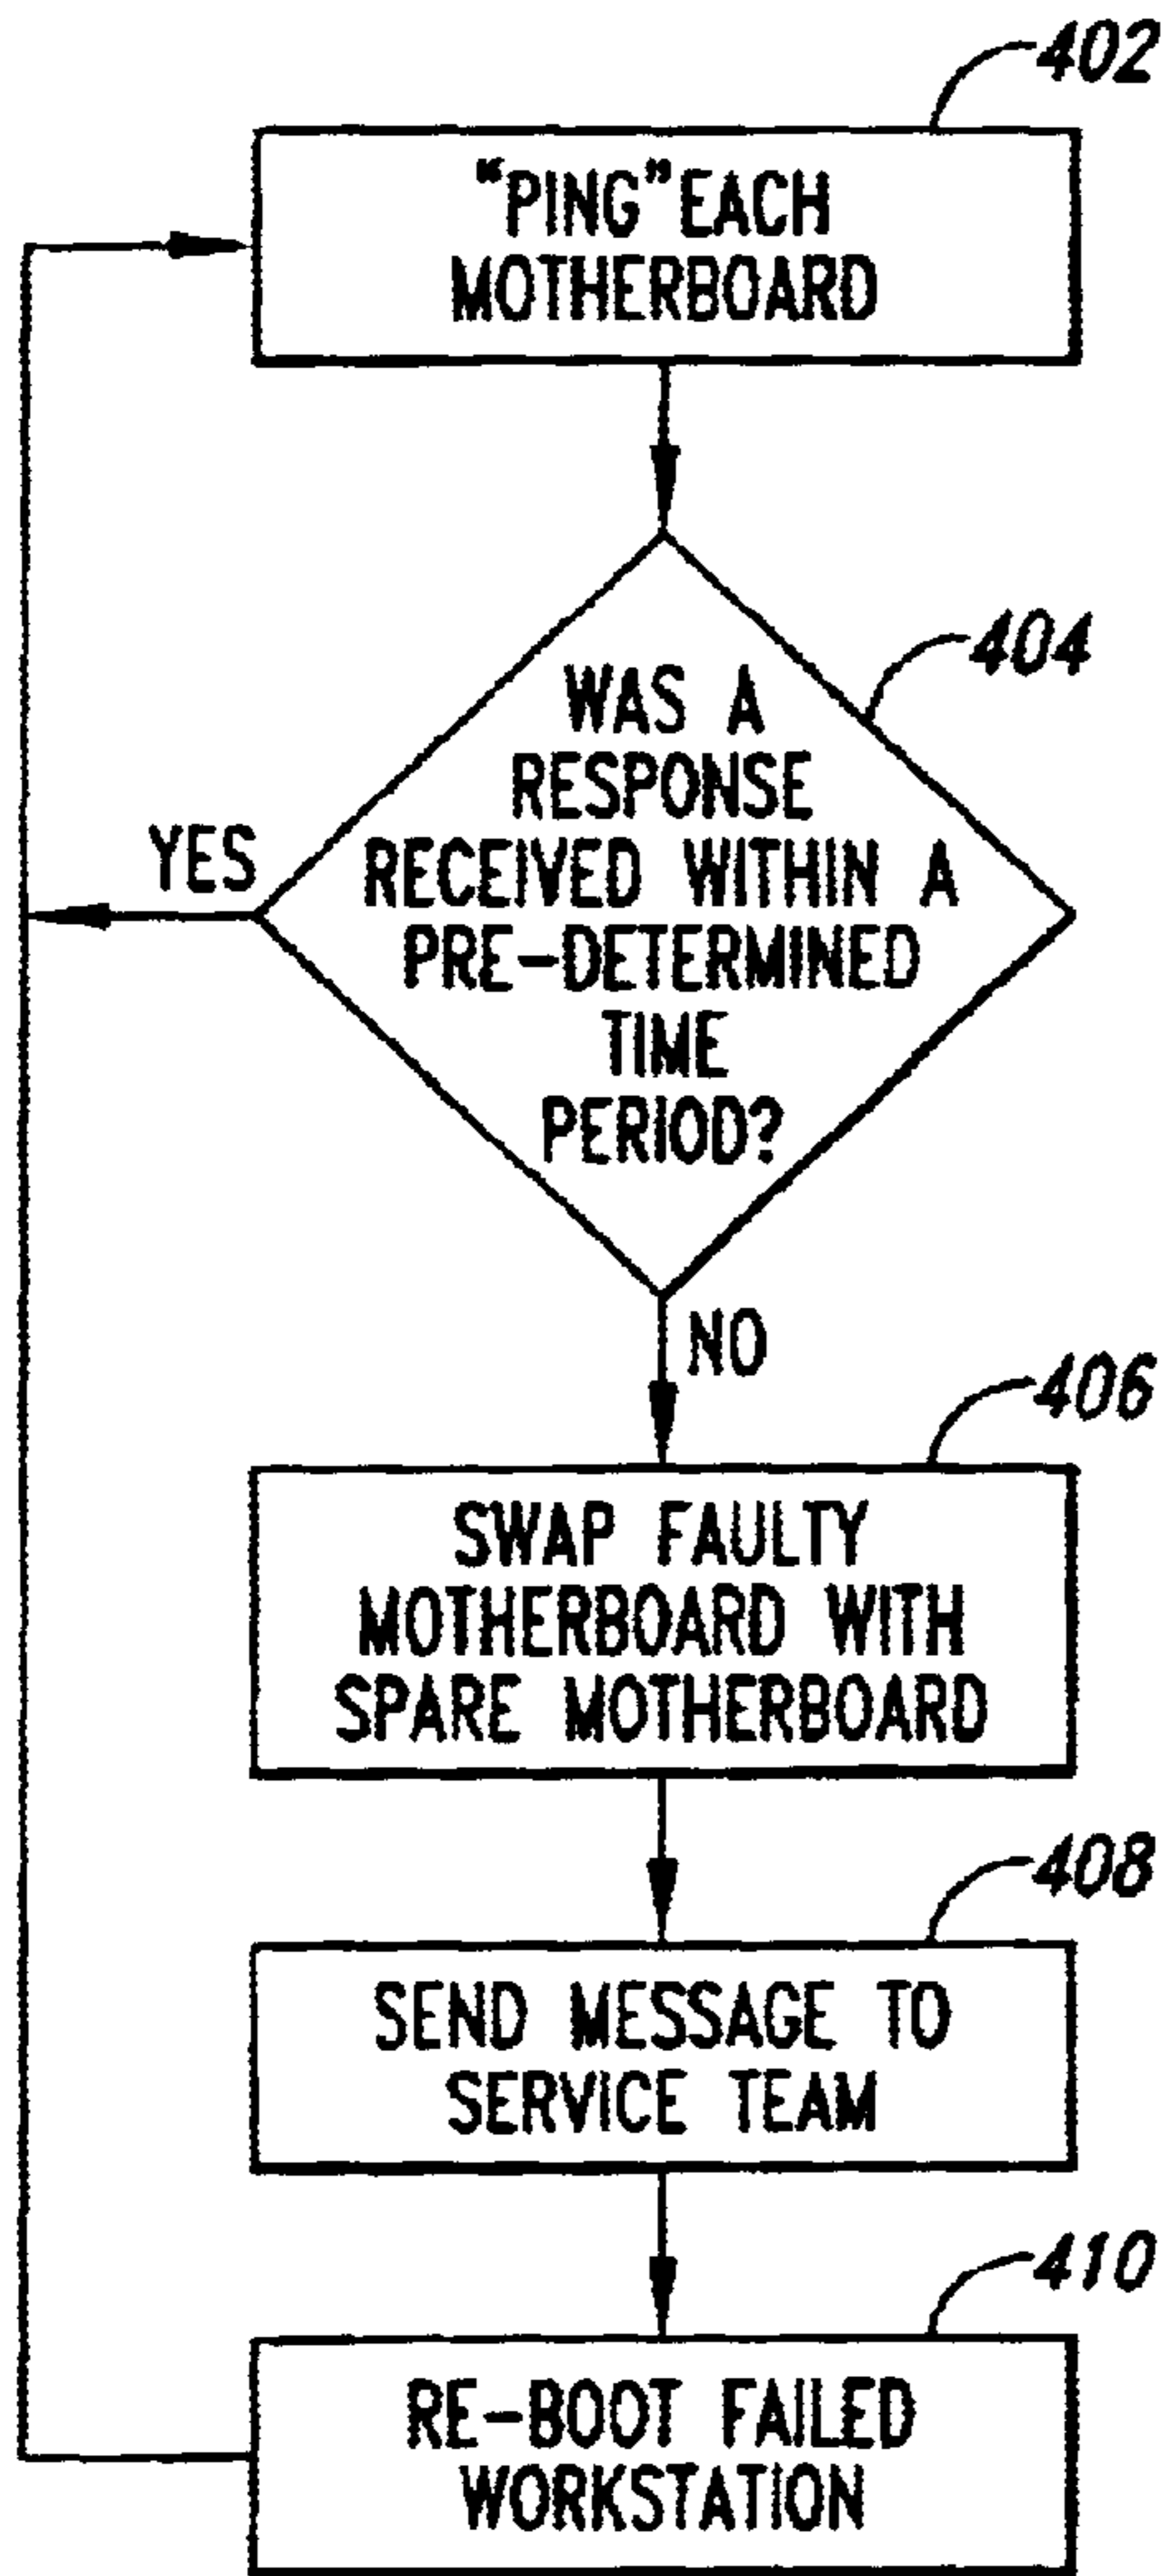 402
"PING"EACH
MOTHERBOARD
404
WAS A
RESPONSE
RECEIVED WITHIN A
PRE-DETERMINED
TIME
PERIOD?
YES
NO
406
SWAP FAULTY
MOTHERBOARD WITH
SPARE MOTHERBOARD
408
SEND MESSAGE TO
SERVICE TEAM
410
RE-BOOT FAILED
WORKSTATION